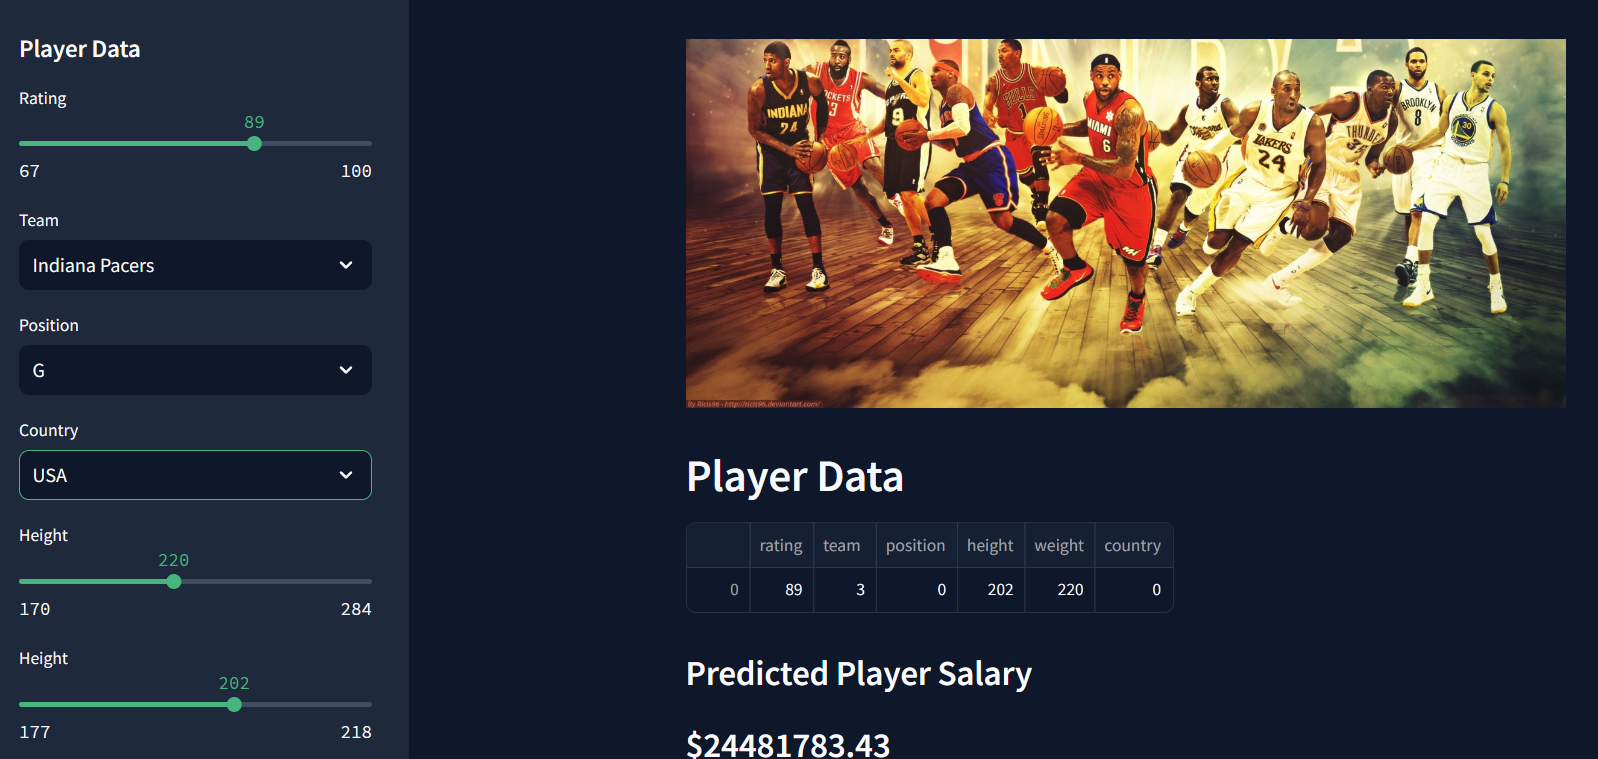 Player Data
Rating
89
67 100
Team
Indiana Pacers
Position
G
Country
USA
Height
220
170 284
Height
202
177 218
INDIANA
24
ROCKETS
13
BULLS
1
MIAMI
6
LAKERS
24
THUNDER
35
BROOKLYN
8
30
By Ricis96 - http://ricis96.deviantart.com/
Player Data
rating team position height weight country
0 89 3 0 202 220 0
Predicted Player Salary
$24481783.43